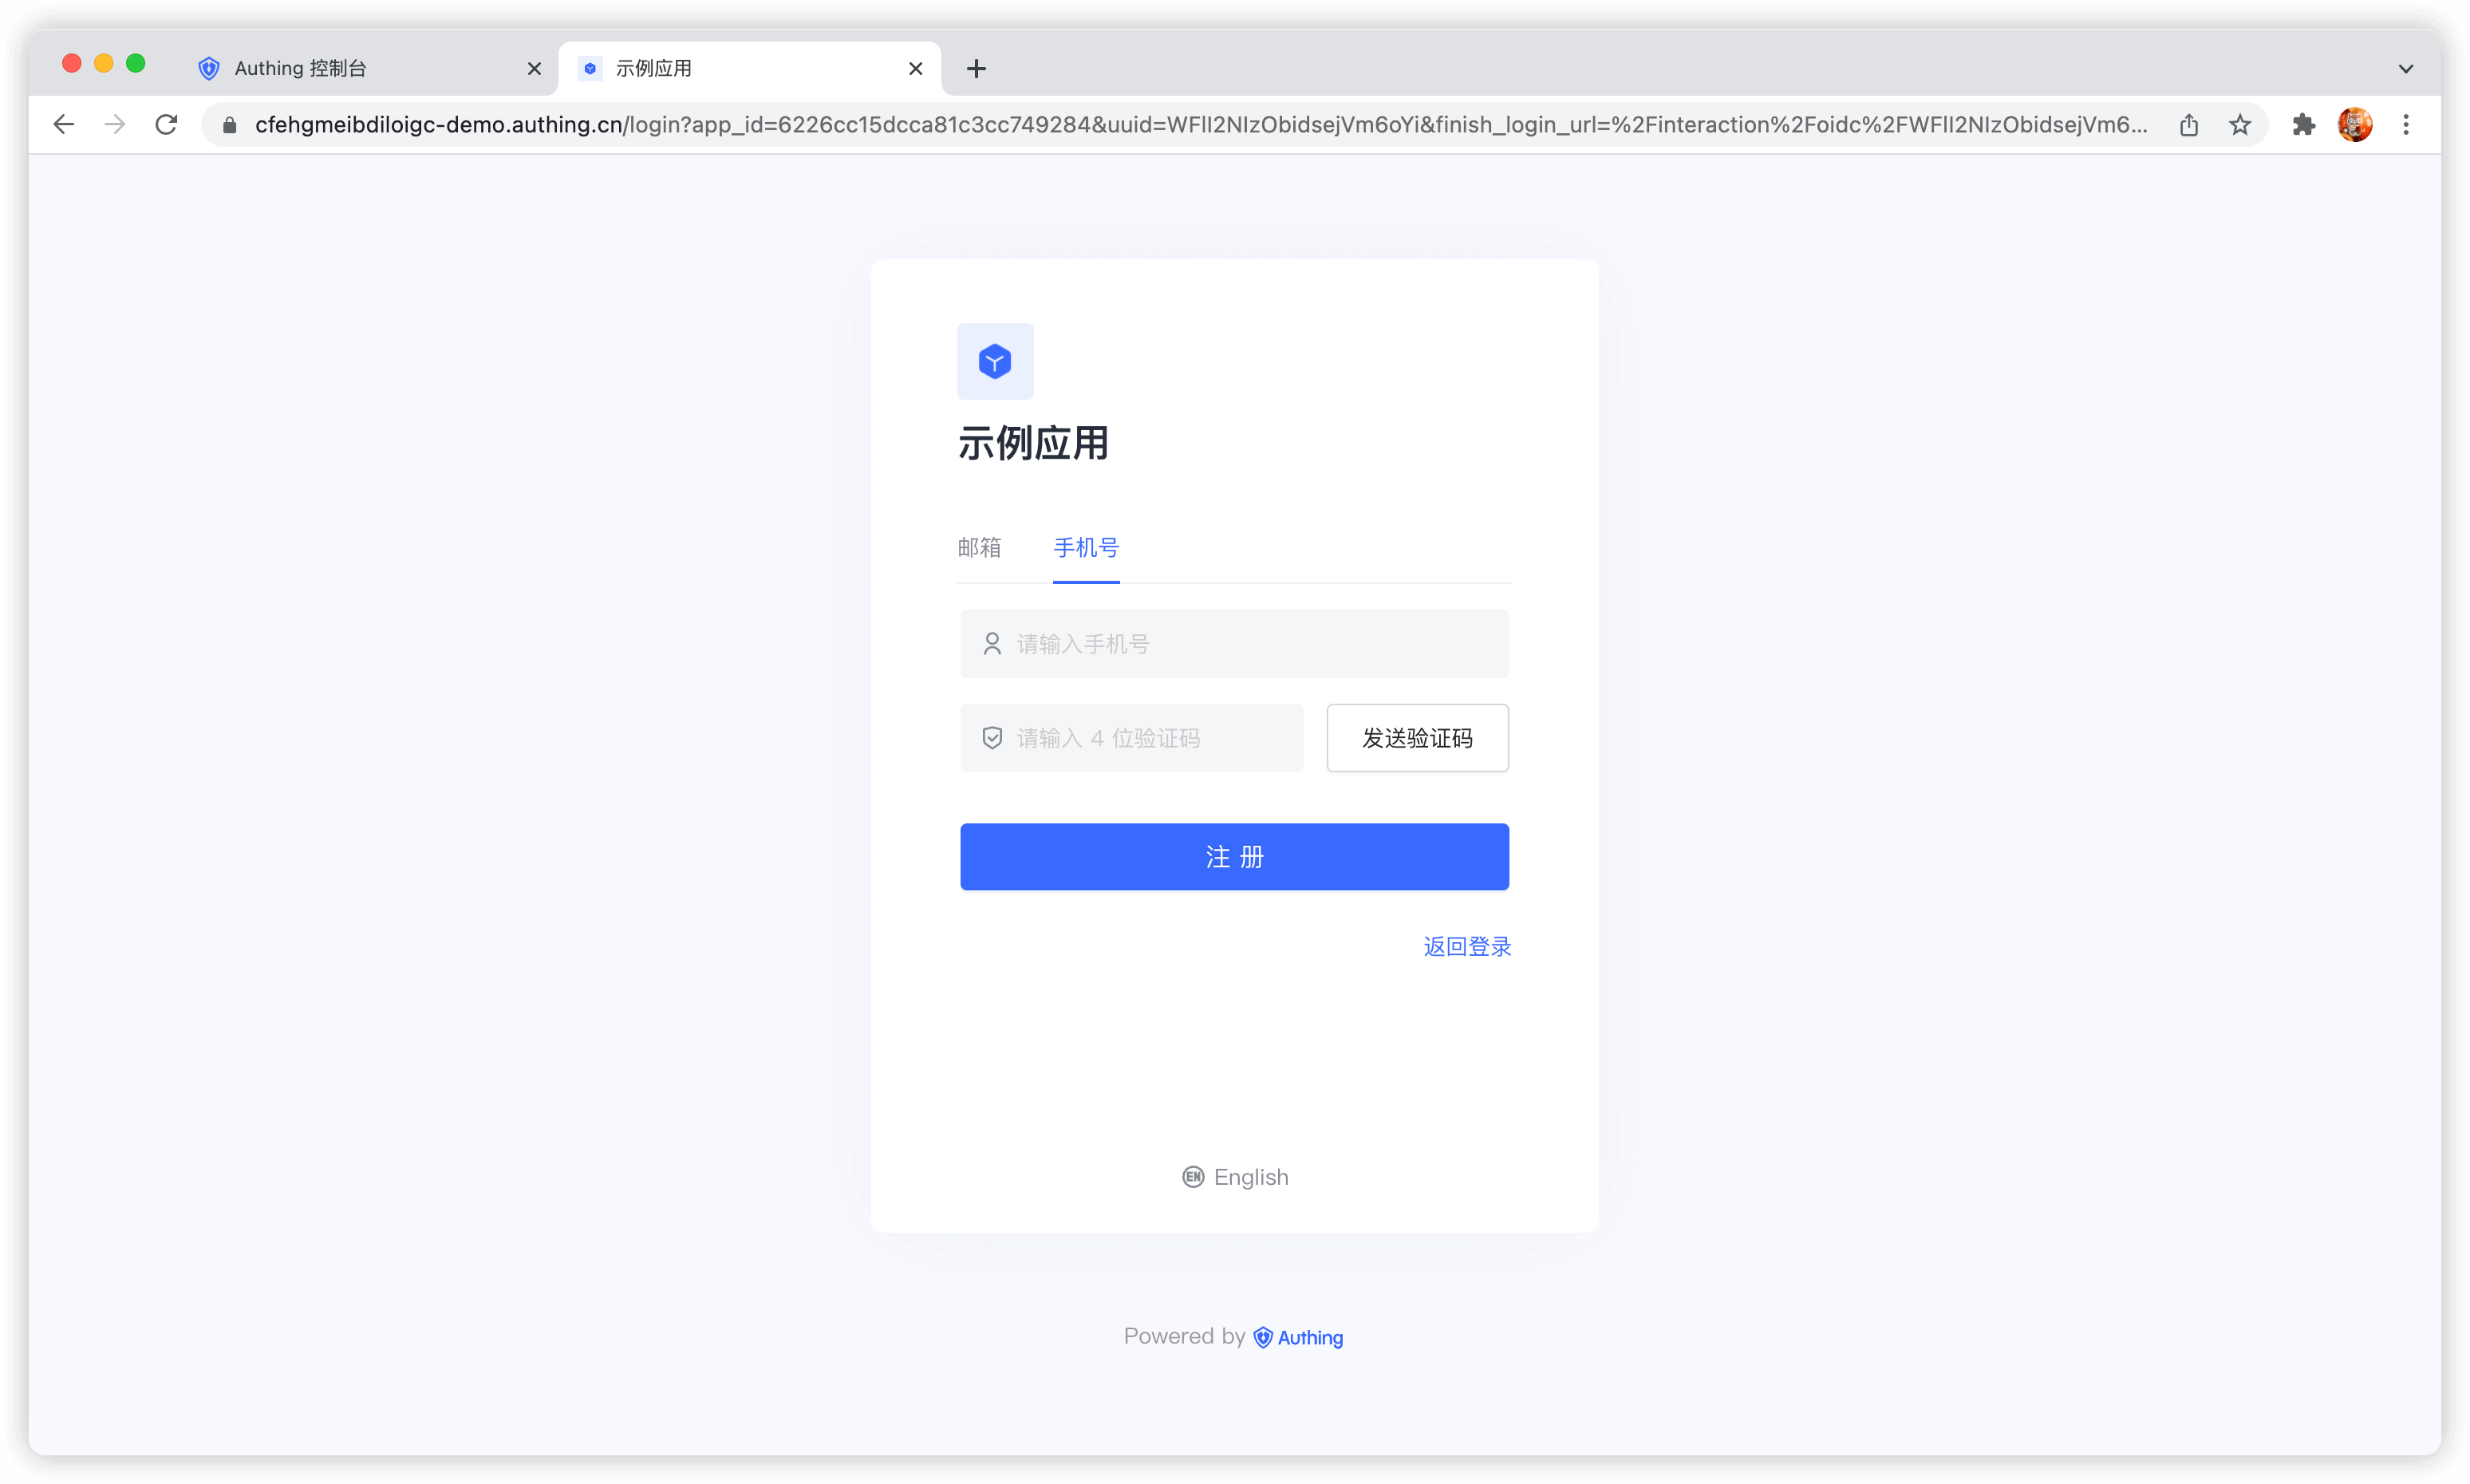 Authing 控制台
示例应用
cfehgmeibdiloigc-demo.authing.cn/login?app_id=6226cc15dcca81c3cc749284&uuid=WFlI2NIzObidsejVm6oYi&finish_login_url=%2Finteraction%2Foidc%2FWFlI2NIzObidsejVm6...
示例应用
邮箱 手机号
请输入手机号
请输入 4 位验证码 发送验证码
注 册
返回登录
EN English
Powered by Authing